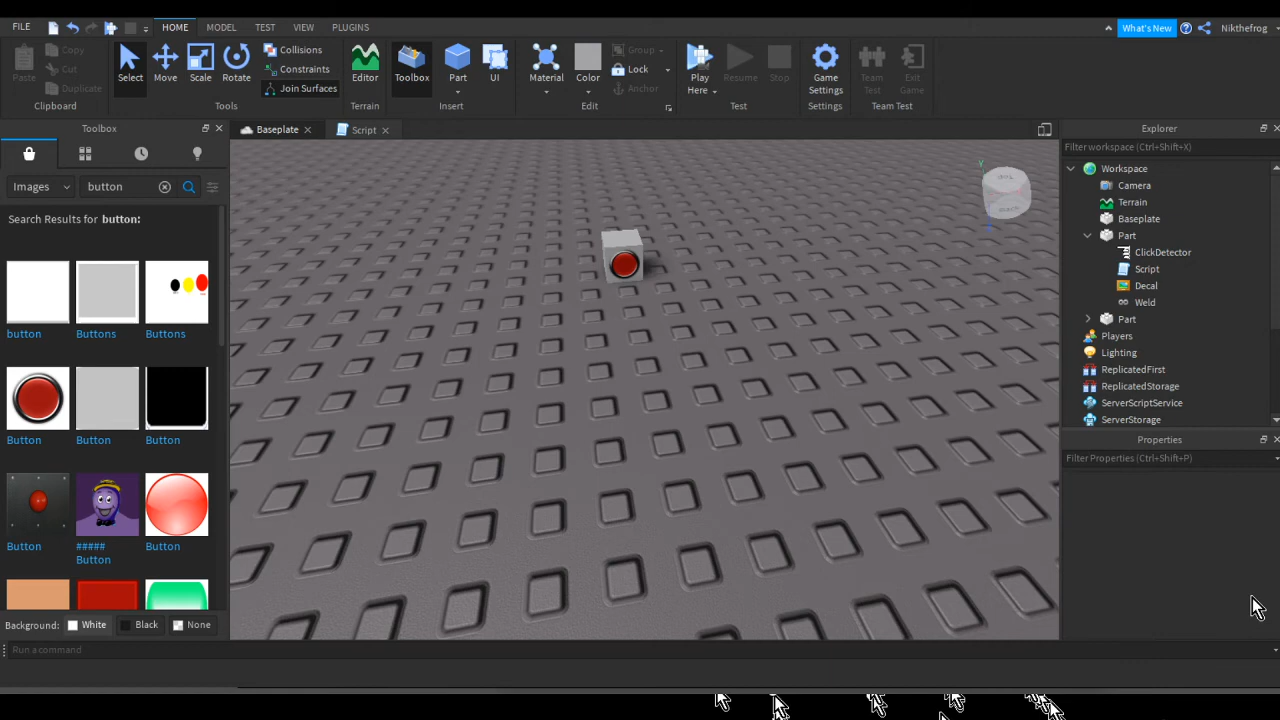 FILE HOME MODEL TEST VIEW PLUGINS What's New Nikthefrog
Paste Copy Cut Duplicate Clipboard
Select Move Scale Rotate Collisions Constraints Join Surfaces Tools
Editor Terrain
Toolbox Part UI Insert
Material Color Group Lock Anchor Edit
Play Here Resume Stop Test
Game Settings Settings
Team Test Exit Game Team Test
Toolbox
Images button
Search Results for button:
button Buttons Buttons
Button Button Button
Button ##### Button Button
Background: White Black None
Baseplate Script
Y
Explorer
Filter workspace (Ctrl+Shift+X)
Workspace
Camera
Terrain
Baseplate
Part
ClickDetector
Script
Decal
Weld
Part
Players
Lighting
ReplicatedFirst
ReplicatedStorage
ServerScriptService
ServerStorage
Properties
Filter Properties (Ctrl+Shift+P)
Run a command